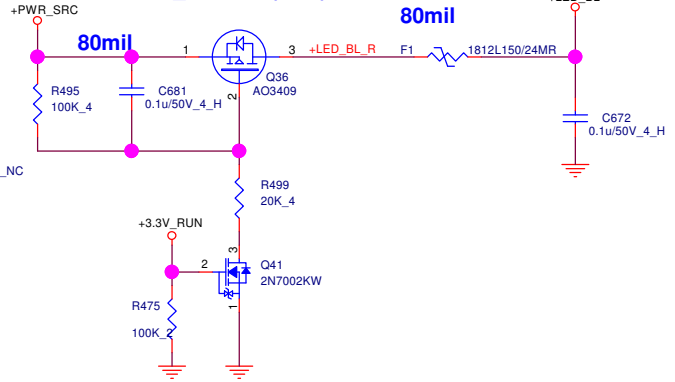 +PWR_SRC
80mil
80mil
1
3
+LED_BL_R
F1
1812L150/24MR
R495
100K_4
C681
0.1u/50V_4_H
Q36
AO3409
2
C672
0.1u/50V_4_H
_NC
R499
20K_4
+3.3V_RUN
3
2
Q41
2N7002KW
1
R475
100K_2